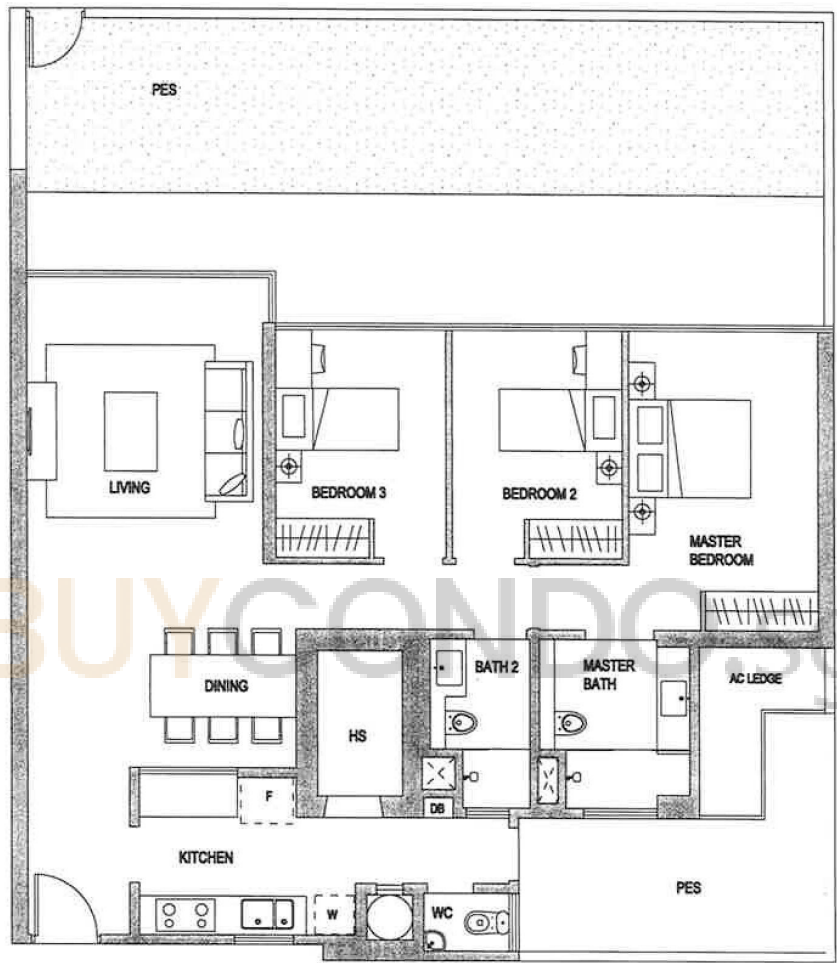 PES
LIVING
BEDROOM 3
BEDROOM 2
MASTER
BEDROOM
BUYCONDO.sg
DINING
HS
BATH 2
MASTER
BATH
AC LEDGE
F
DB
KITCHEN
W
WC
PES